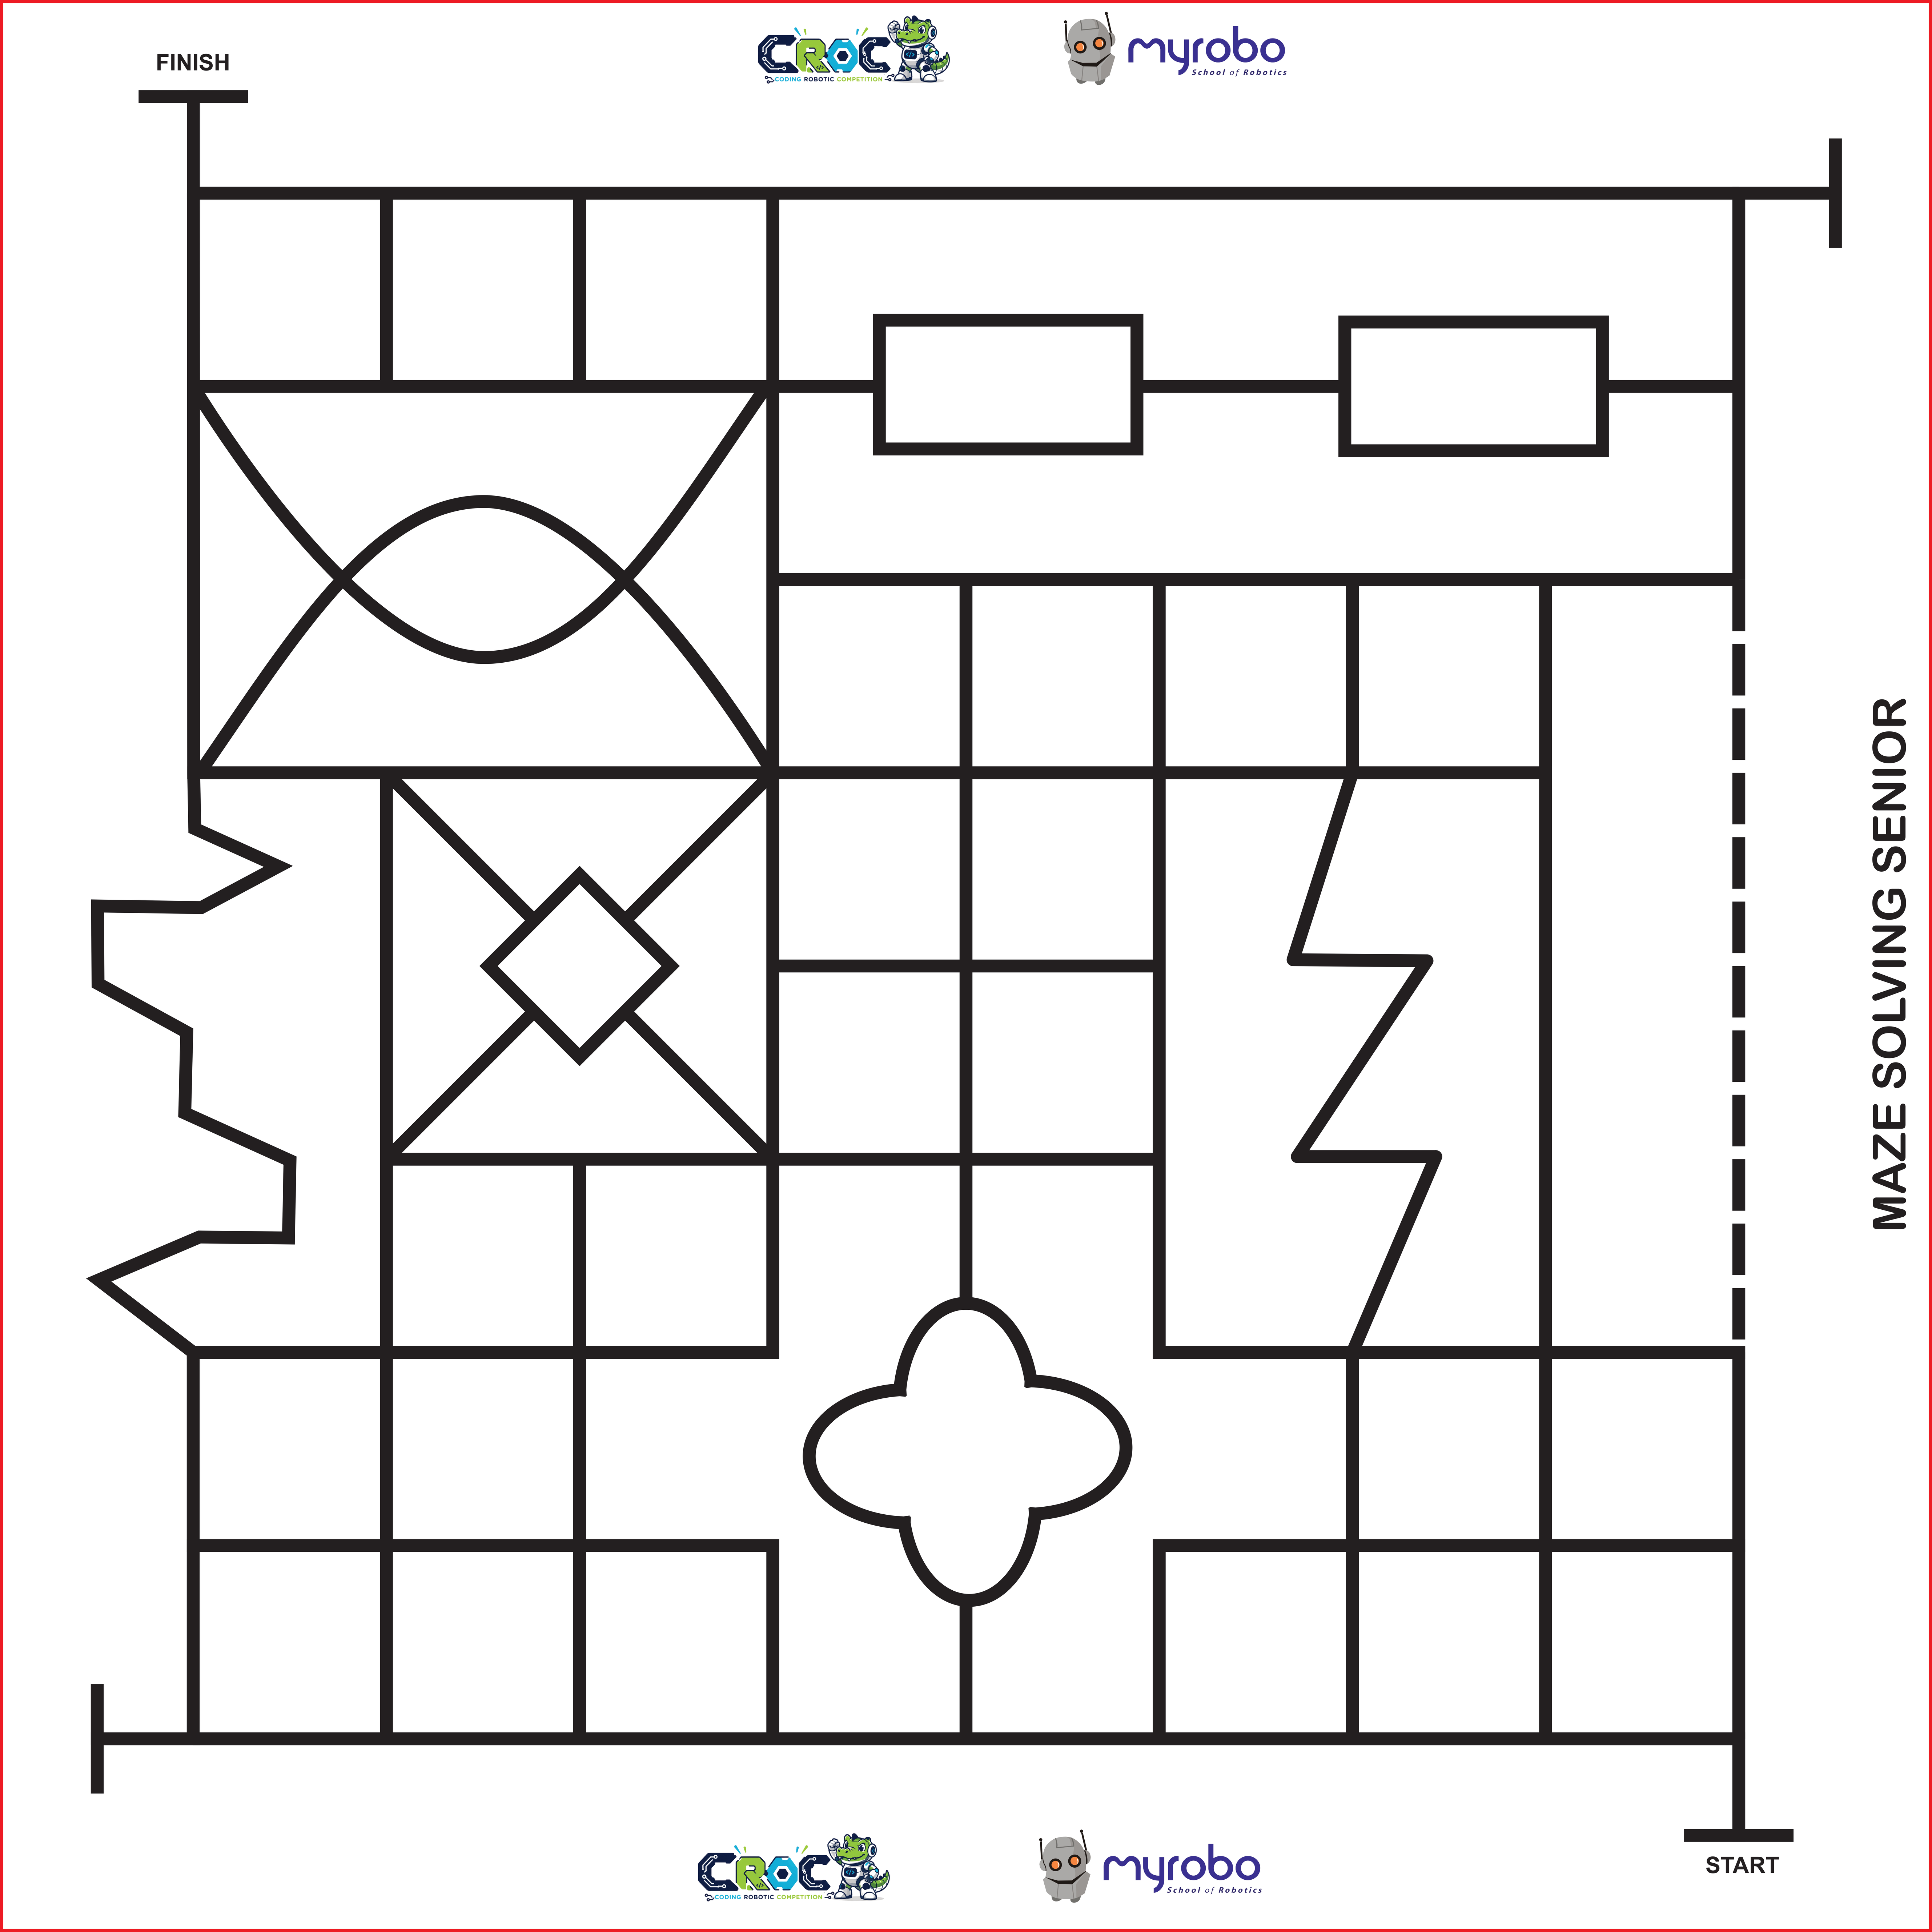 CROC
CODING ROBOTIC COMPETITION
myrobo
School of Robotics
FINISH
MAZE SOLVING SENIOR
START
CROC
CODING ROBOTIC COMPETITION
myrobo
School of Robotics